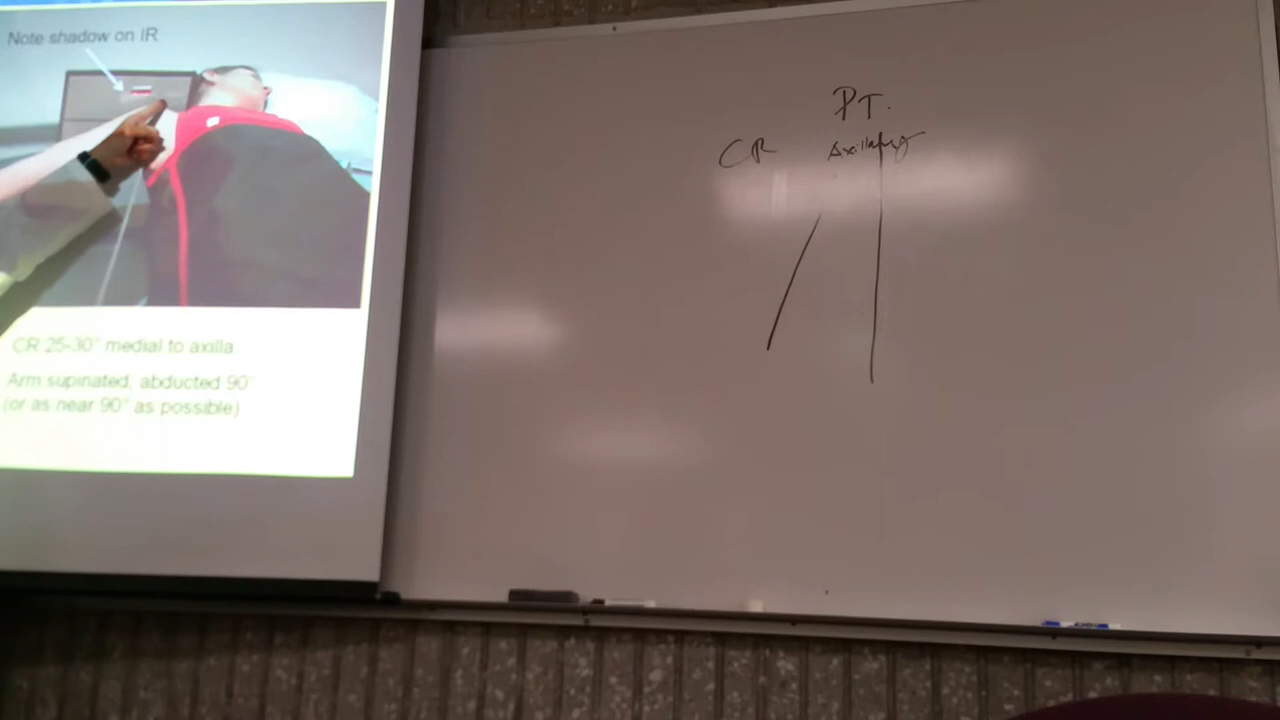 Note shadow on IR
CR 25-30° medial to axilla
Arm supinated, abducted 90°
(or as near 90° as possible)
PT.
CR